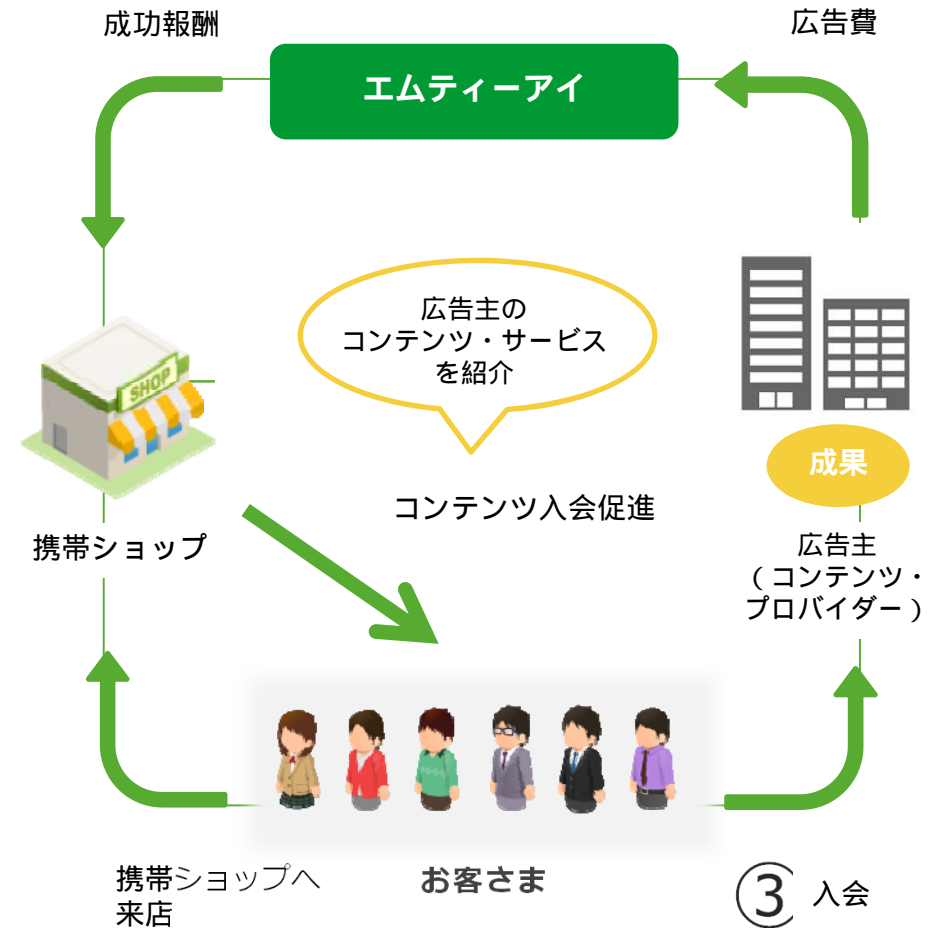 成功報酬
広告費
エムティーアイ
広告主の
コンテンツ・サービス
を紹介
SHOP
成果
コンテンツ入会促進
携帯ショップ
広告主
（コンテンツ・
プロバイダー）
携帯ショップへ
来店
お客さま
③ 入会